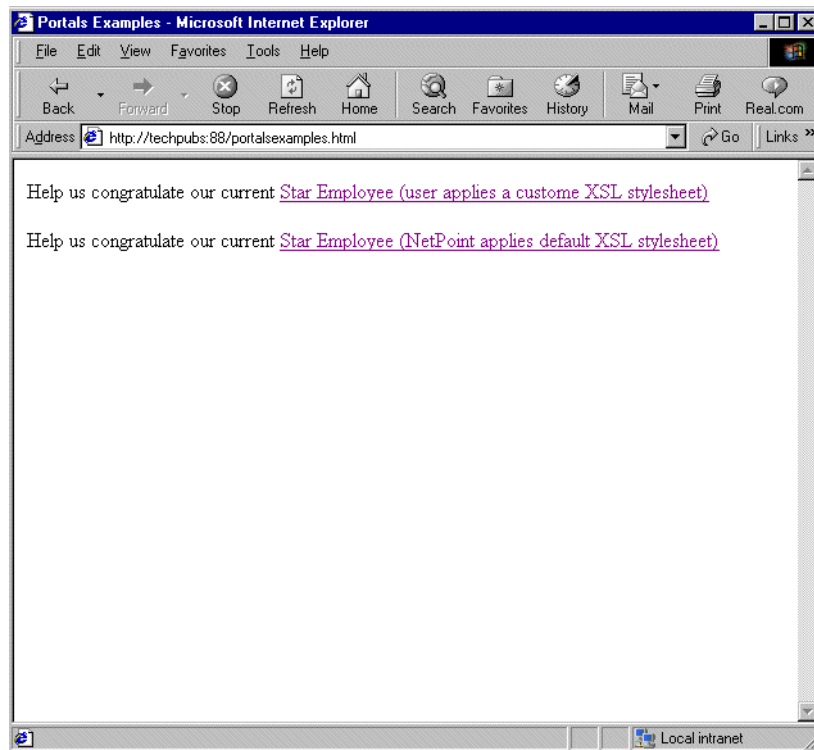 Portals Examples - Microsoft Internet Explorer
File Edit View Favorites Tools Help
Back Forward Stop Refresh Home Search Favorites History Mail Print Real.com
Address http://techpubs:88/portalsexamples.html Go Links »
Help us congratulate our current Star Employee (user applies a custome XSL stylesheet)
Help us congratulate our current Star Employee (NetPoint applies default XSL stylesheet)
Local intranet